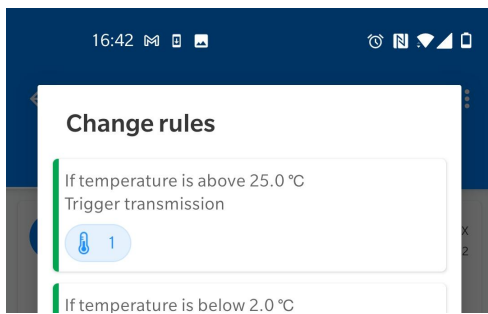 16:42
Change rules
If temperature is above 25.0 °C
Trigger transmission
1
X
2
If temperature is below 2.0 °C